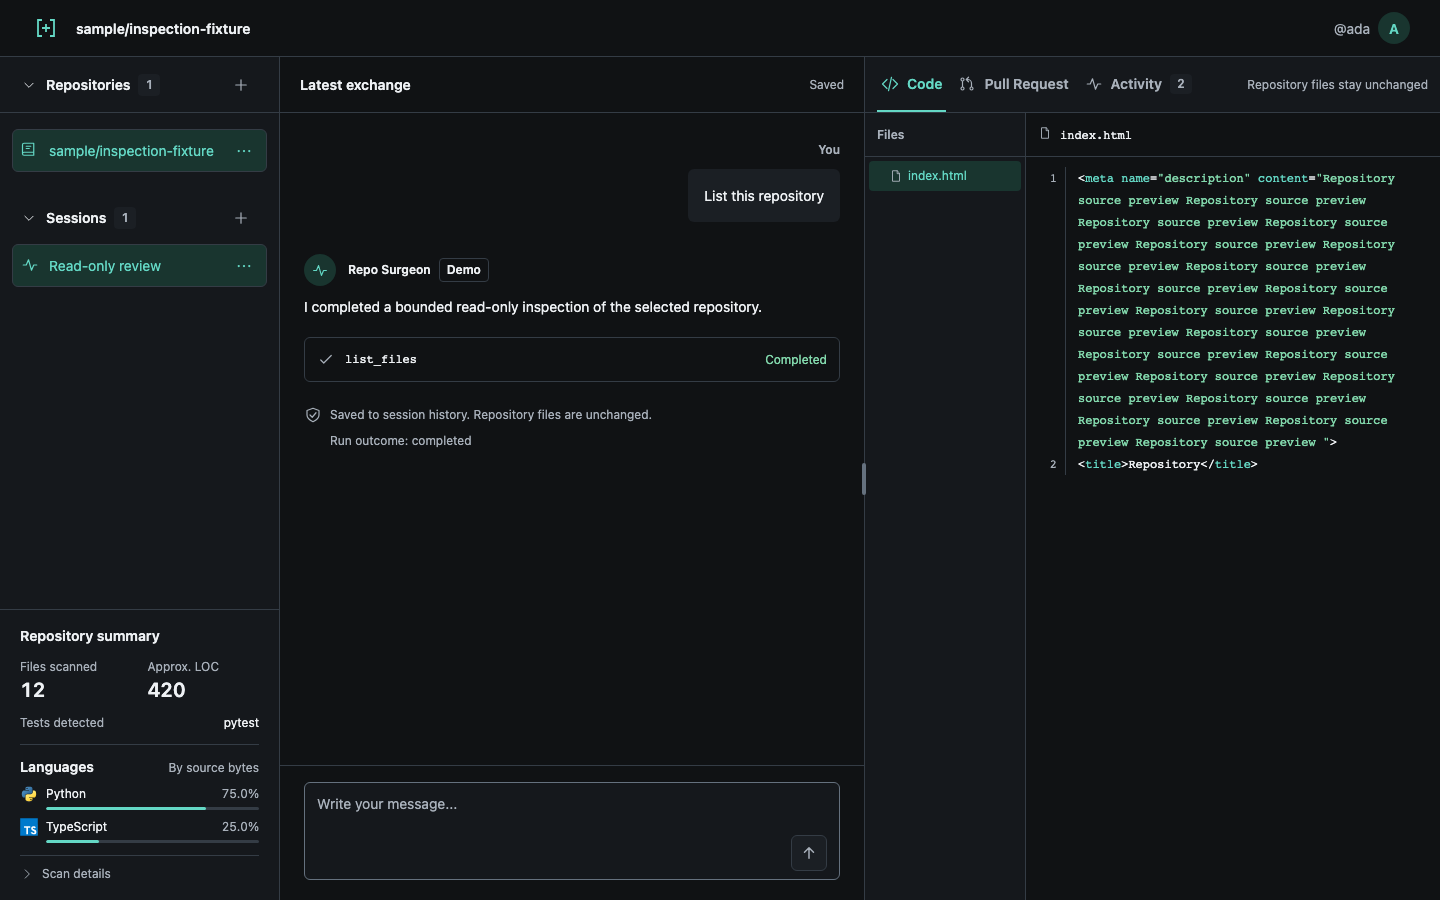 [+] sample/inspection-fixture
@ada A
Repositories 1
sample/inspection-fixture ...
Sessions 1
Read-only review ...
Repository summary
Files scanned
12
Approx. LOC
420
Tests detected pytest
Languages By source bytes
Python 75.0%
TS TypeScript 25.0%
Scan details
Latest exchange Saved
You
List this repository
Repo Surgeon Demo
I completed a bounded read-only inspection of the selected repository.
list_files Completed
Saved to session history. Repository files are unchanged.
Run outcome: completed
Write your message...
Code Pull Request Activity 2 Repository files stay unchanged
Files
index.html
index.html
1 <meta name="description" content="Repository
source preview Repository source preview
Repository source preview Repository source
preview Repository source preview Repository
source preview Repository source preview
Repository source preview Repository source
preview Repository source preview Repository
source preview Repository source preview
Repository source preview Repository source
preview Repository source preview Repository
source preview Repository source preview
Repository source preview Repository source
preview Repository source preview ">
2 <title>Repository</title>